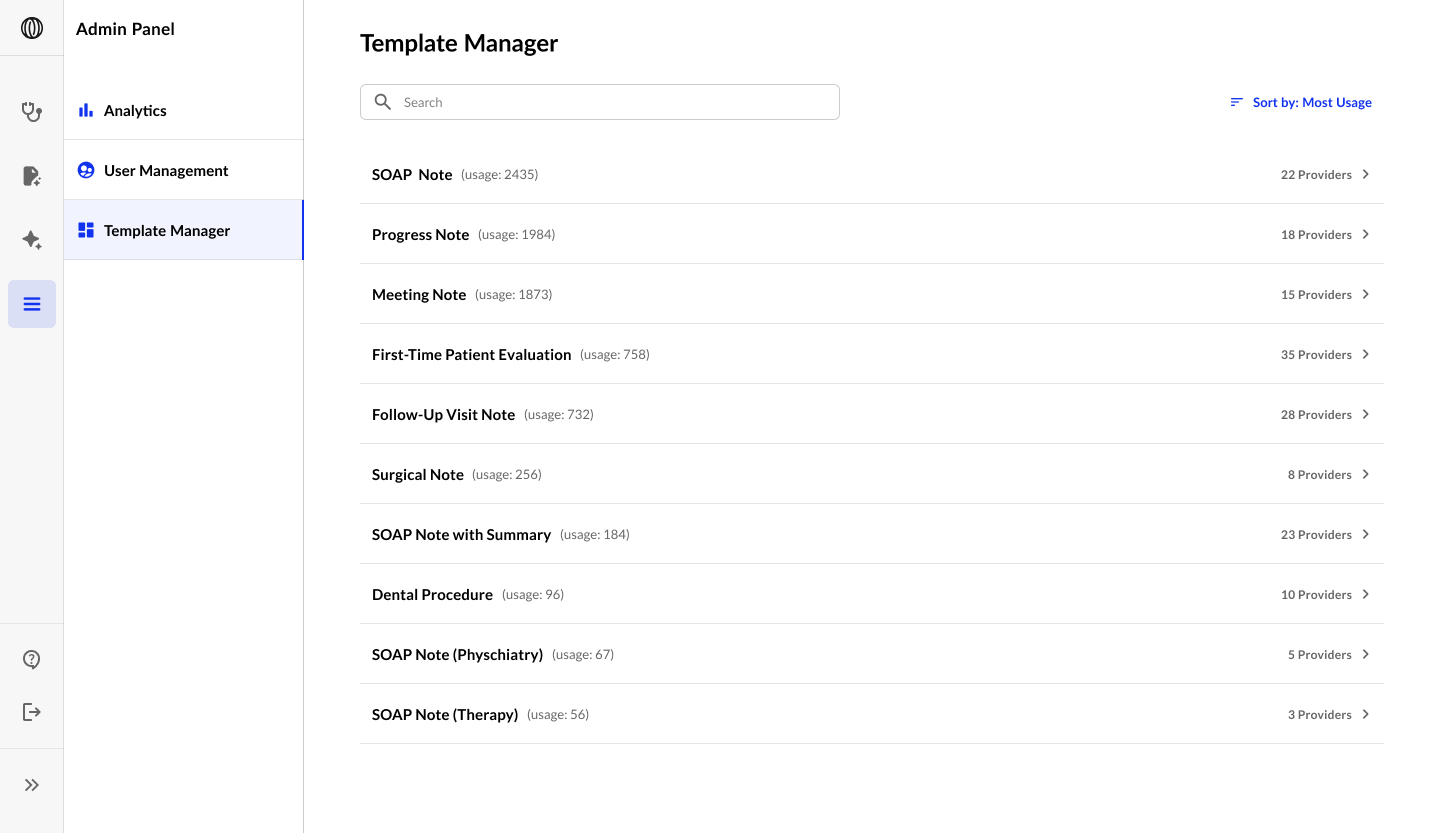 Admin Panel
Analytics
User Management
Template Manager
Template Manager
Search
Sort by: Most Usage
SOAP  Note (usage: 2435) 22 Providers
Progress Note (usage: 1984) 18 Providers
Meeting Note (usage: 1873) 15 Providers
First-Time Patient Evaluation (usage: 758) 35 Providers
Follow-Up Visit Note (usage: 732) 28 Providers
Surgical Note (usage: 256) 8 Providers
SOAP Note with Summary (usage: 184) 23 Providers
Dental Procedure (usage: 96) 10 Providers
SOAP Note (Physchiatry) (usage: 67) 5 Providers
SOAP Note (Therapy) (usage: 56) 3 Providers